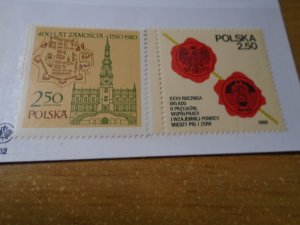 400 LAT ZAMOŚCIA 1580 1980
2.50
POLSKA
POLSKA
2.50
XXXV ROCZNICA
UKŁADU
O PRZYJAŹNI,
WSPÓŁPRACY
I WZAJEMNEJ POMOCY
MIĘDZY PRL I ZSRR
1980
02